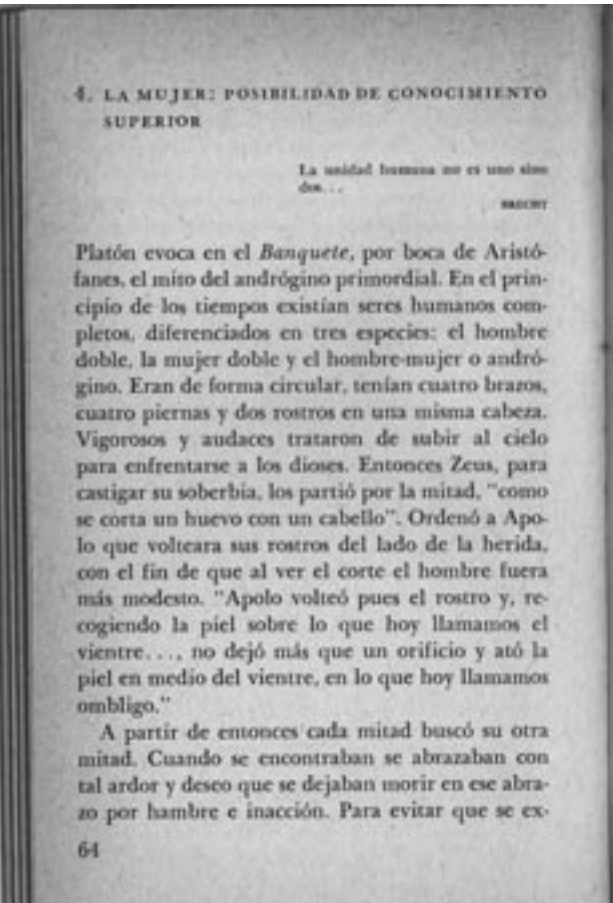 4. LA MUJER: POSIBILIDAD DE CONOCIMIENTO
SUPERIOR
La unidad humana no es uno sino
dos...
BRECHT
Platón evoca en el Banquete, por boca de Aristó-
fanes, el mito del andrógino primordial. En el prin-
cipio de los tiempos existían seres humanos com-
pletos, diferenciados en tres especies: el hombre
doble, la mujer doble y el hombre-mujer o andró-
gino. Eran de forma circular, tenían cuatro brazos,
cuatro piernas y dos rostros en una misma cabeza.
Vigorosos y audaces trataron de subir al cielo
para enfrentarse a los dioses. Entonces Zeus, para
castigar su soberbia, los partió por la mitad, "como
se corta un huevo con un cabello". Ordenó a Apo-
lo que volteara sus rostros del lado de la herida,
con el fin de que al ver el corte el hombre fuera
más modesto. "Apolo volteó pues el rostro y, re-
cogiendo la piel sobre lo que hoy llamamos el
vientre..., no dejó más que un orificio y ató la
piel en medio del vientre, en lo que hoy llamamos
ombligo."
A partir de entonces cada mitad buscó su otra
mitad. Cuando se encontraban se abrazaban con
tal ardor y deseo que se dejaban morir en ese abra-
zo por hambre e inacción. Para evitar que se ex-
64